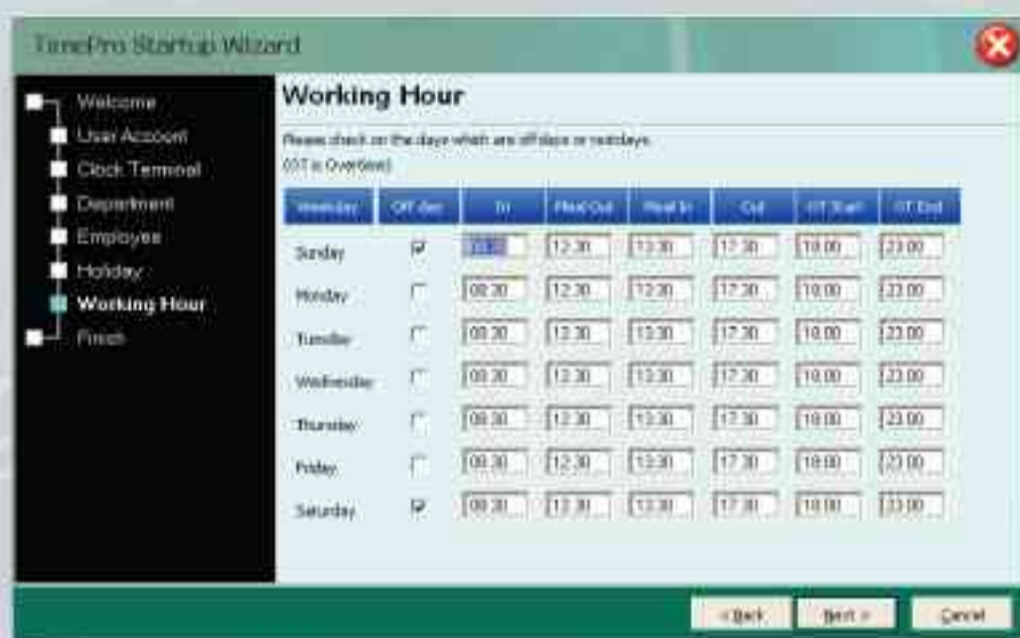 TimePro Startup Wizard
Welcome
User Account
Clock Terminal
Department
Employee
Holiday
Working Hour
Finish
Working Hour
Please check on the days which are off days or restdays.
(OT is Overtime)
Weekday Off day In Meal Out Meal In Out OT Start OT End
Sunday 12.30 13.30 17.30 18.00 23.00
Monday 08.30 12.30 13.30 17.30 18.00 23.00
Tuesday 08.30 12.30 13.30 17.30 18.00 23.00
Wednesday 08.30 12.30 13.30 17.30 18.00 23.00
Thursday 08.30 12.30 13.30 17.30 18.00 23.00
Friday 08.30 12.30 13.30 17.30 18.00 23.00
Saturday 08.30 12.30 13.30 17.30 18.00 23.00
< Back Next > Cancel